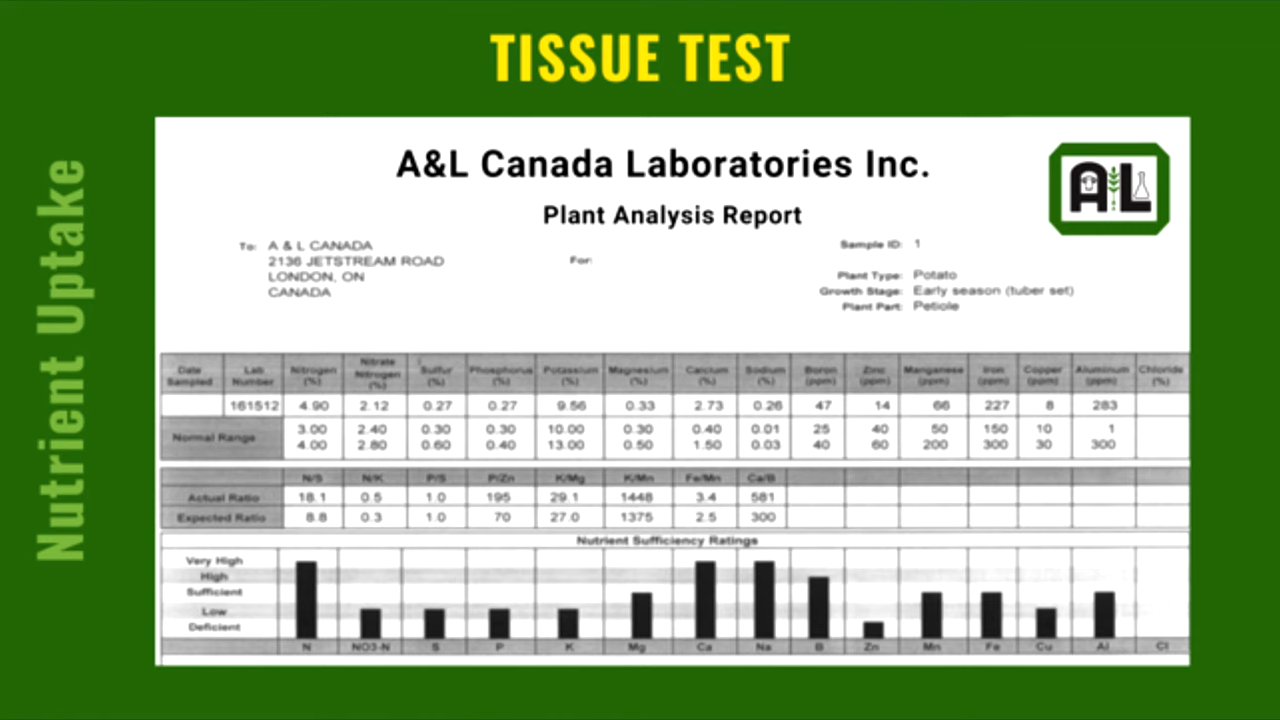 TISSUE TEST
Nutrient Uptake
A&L Canada Laboratories Inc.
Plant Analysis Report
A L
To: A & L CANADA
2136 JETSTREAM ROAD
LONDON, ON
CANADA
For:
Sample ID: 1
Plant Type: Potato
Growth Stage: Early season (tuber set)
Plant Part: Petiole
Date Sampled Lab Number Nitrogen (%) Nitrate Nitrogen (%) Sulfur (%) Phosphorus (%) Potassium (%) Magnesium (%) Calcium (%) Sodium (%) Boron (ppm) Zinc (ppm) Manganese (ppm) Iron (ppm) Copper (ppm) Aluminum (ppm) Chloride (%)
161512 4.90 2.12 0.27 0.27 9.56 0.33 2.73 0.26 47 14 66 227 8 283
Normal Range
3.00 2.40 0.30 0.30 10.00 0.30 0.40 0.01 25 40 50 150 10 1
4.00 2.80 0.60 0.40 13.00 0.50 1.50 0.03 40 60 200 300 30 300
N/S N/K P/S P/Zn K/Mg K/Mn Fe/Mn Ca/B
Actual Ratio 18.1 0.5 1.0 195 29.1 1448 3.4 581
Expected Ratio 8.8 0.3 1.0 70 27.0 1375 2.5 300
Nutrient Sufficiency Ratings
Very High
High
Sufficient
Low
Deficient
N NO3-N S P K Mg Ca Na B Zn Mn Fe Cu Al Cl